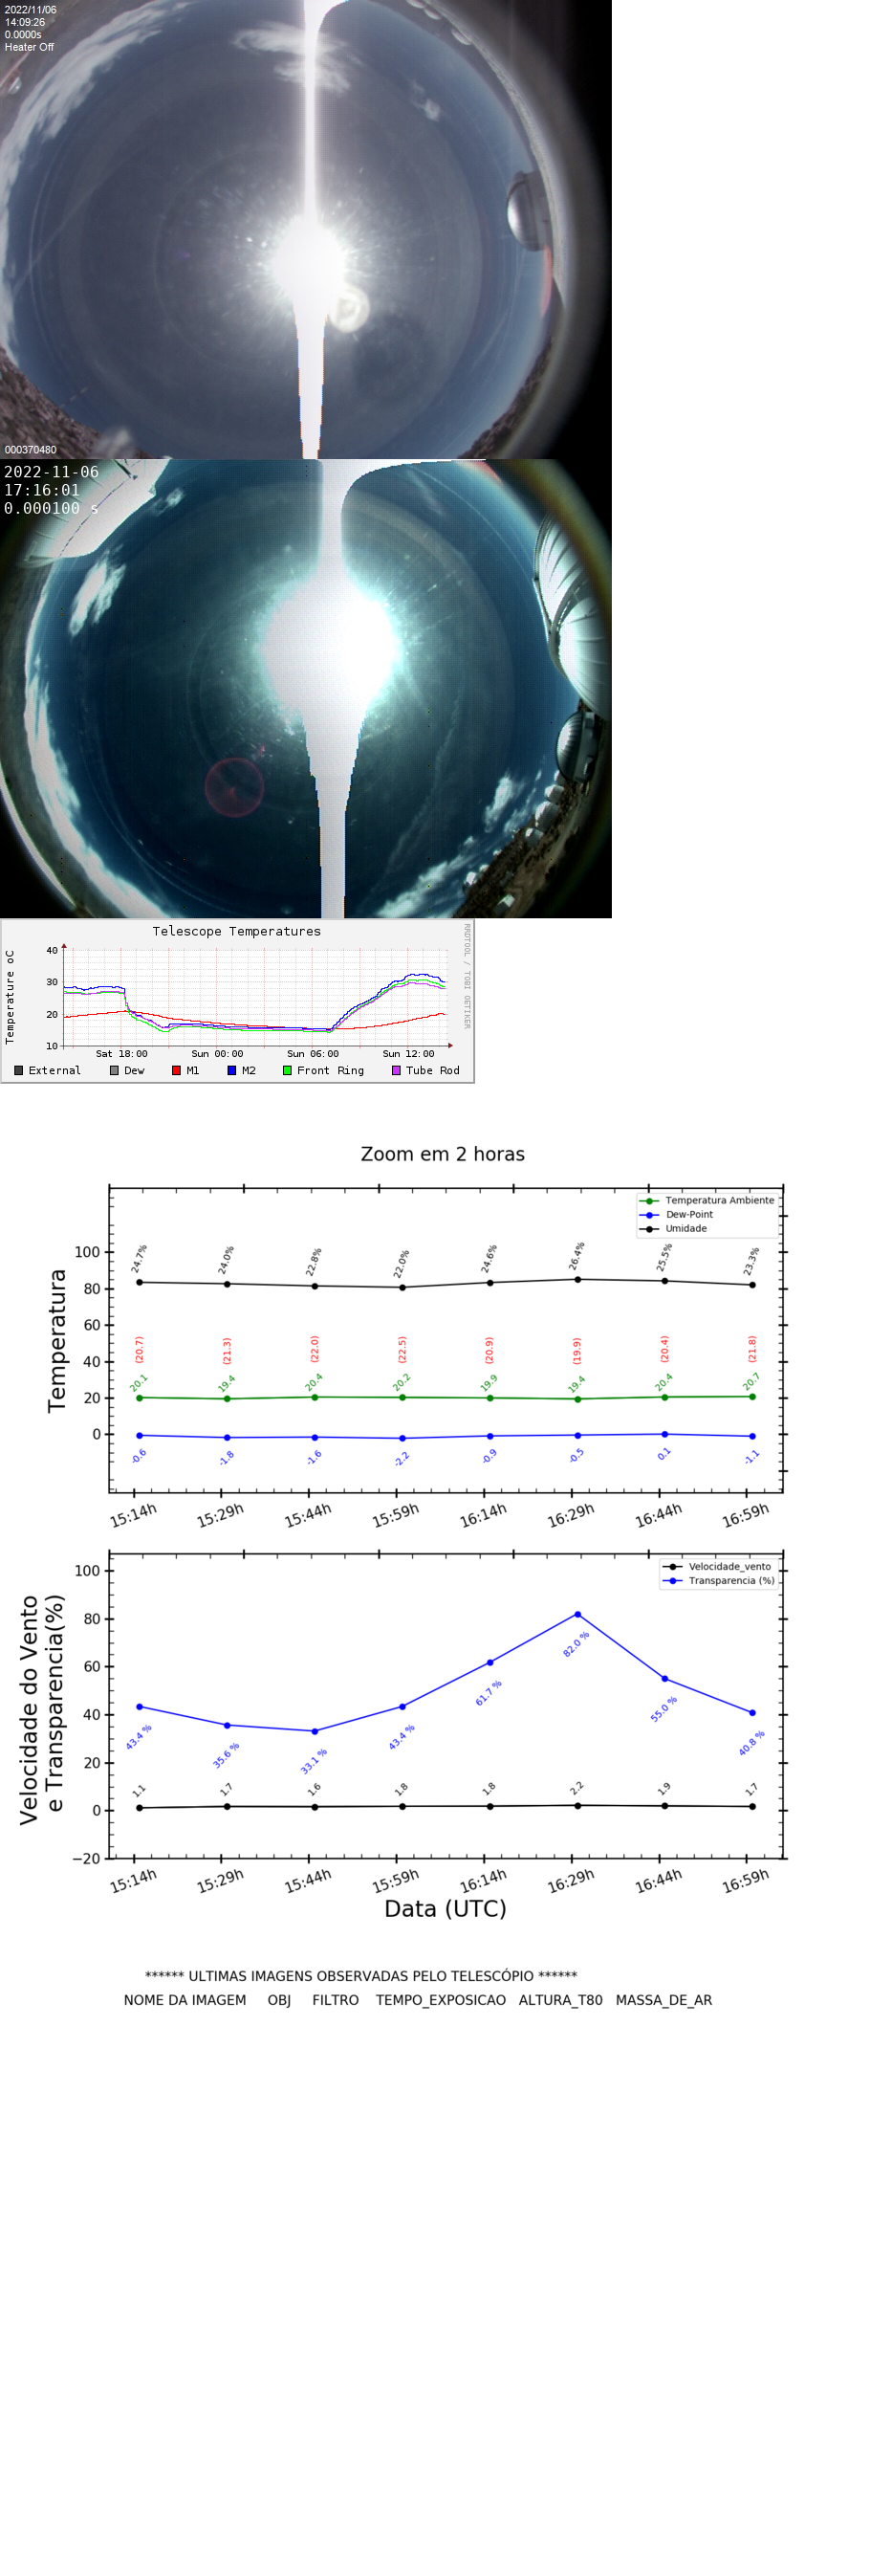 2022/11/06
14:09:26
0.0000s
Heater Off
000370480
2022-11-06
17:16:01
0.000100 s
Telescope Temperatures
RRDTOOL / TOBI OETIKER
Temperature oC
40
30
20
10
Sat 18:00 Sun 00:00 Sun 06:00 Sun 12:00
External Dew M1 M2 Front Ring Tube Rod
Zoom em 2 horas
Temperatura Ambiente
Dew-Point
Umidade
Temperatura
100
80
60
40
20
0
24.7% 24.0% 22.8% 22.0% 24.6% 26.4% 25.5% 23.3%
(20.7) (21.3) (22.0) (22.5) (20.9) (19.9) (20.4) (21.8)
20.1 19.4 20.4 20.2 19.9 19.4 20.4 20.7
-0.6 -1.8 -1.6 -2.2 -0.9 -0.5 0.1 -1.1
15:14h 15:29h 15:44h 15:59h 16:14h 16:29h 16:44h 16:59h
Velocidade_vento
Transparencia (%)
Velocidade do Vento
e Transparencia(%)
100
80
60
40
20
0
−20
43.4 % 35.6 % 33.1 % 43.4 % 61.7 % 82.0 % 55.0 % 40.8 %
1.1 1.7 1.6 1.8 1.8 2.2 1.9 1.7
15:14h 15:29h 15:44h 15:59h 16:14h 16:29h 16:44h 16:59h
Data (UTC)
****** ULTIMAS IMAGENS OBSERVADAS PELO TELESCÓPIO ******
NOME DA IMAGEM OBJ FILTRO TEMPO_EXPOSICAO ALTURA_T80 MASSA_DE_AR